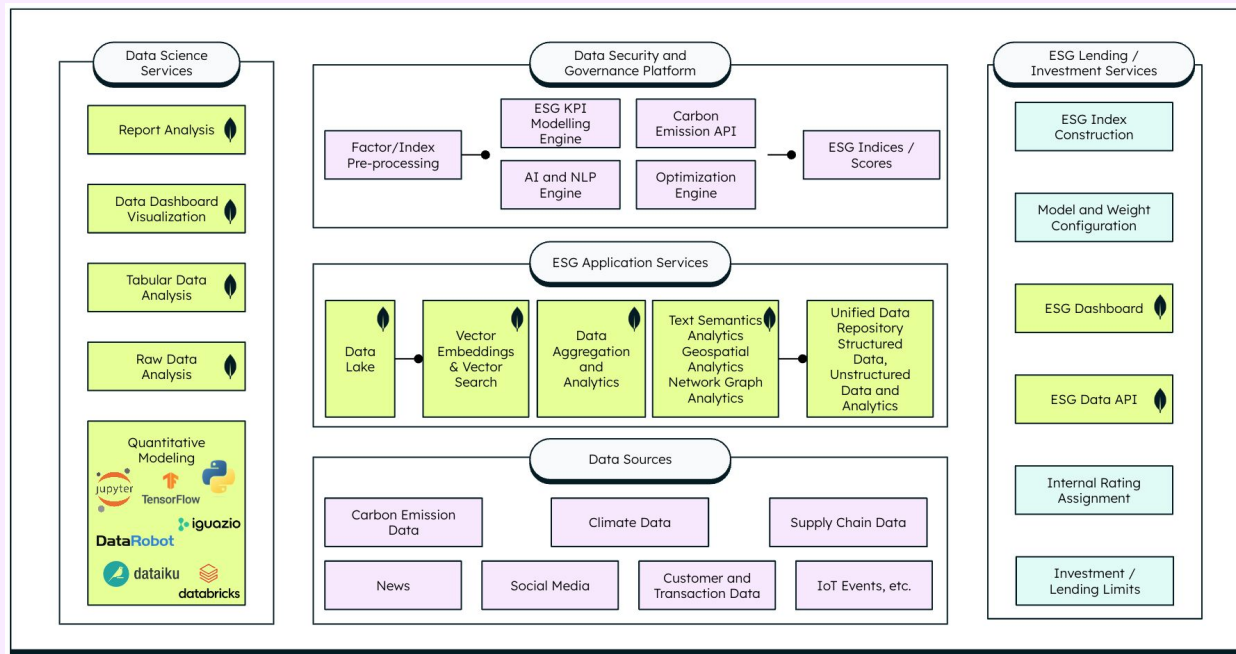 Data Science
Services
Report Analysis
Data Dashboard
Visualization
Tabular Data
Analysis
Raw Data
Analysis
Quantitative
Modeling
jupyter
TensorFlow
iguazio
DataRobot
dataiku
databricks
Data Security and
Governance Platform
Factor/Index
Pre-processing
ESG KPI
Modelling
Engine
Carbon
Emission API
AI and NLP
Engine
Optimization
Engine
ESG Indices /
Scores
ESG Application Services
Data
Lake
Vector
Embeddings
& Vector
Search
Data
Aggregation
and
Analytics
Text Semantics
Analytics
Geospatial
Analytics
Network Graph
Analytics
Unified Data
Repository
Structured
Data,
Unstructured
Data and
Analytics
Data Sources
Carbon Emission
Data
Climate Data
Supply Chain Data
News
Social Media
Customer and
Transaction Data
IoT Events, etc.
ESG Lending /
Investment Services
ESG Index
Construction
Model and Weight
Configuration
ESG Dashboard
ESG Data API
Internal Rating
Assignment
Investment /
Lending Limits